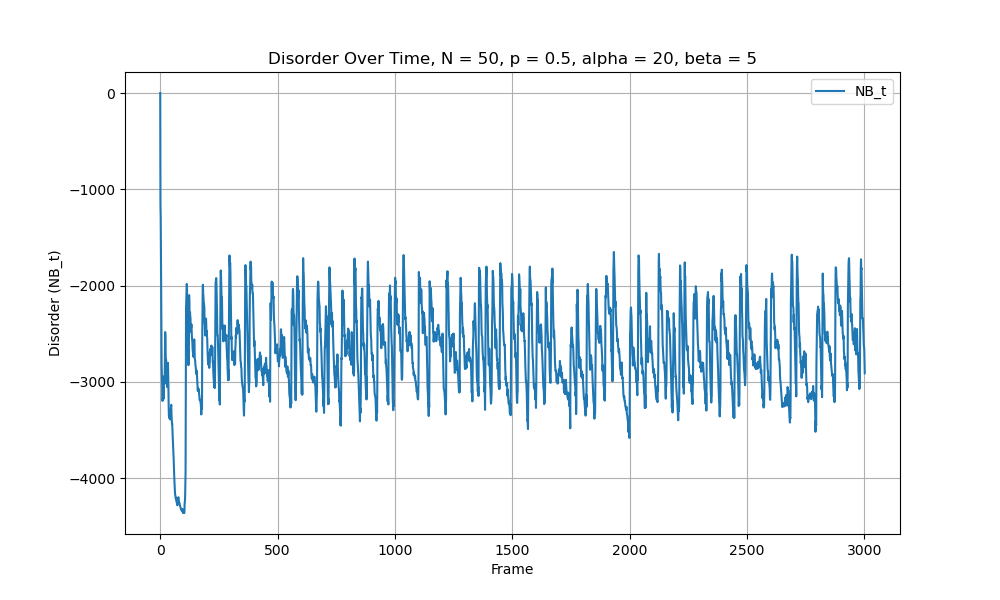 Disorder Over Time, N = 50, p = 0.5, alpha = 20, beta = 5
NB_t
0
−1000
−2000
−3000
−4000
Disorder (NB_t)
0 500 1000 1500 2000 2500 3000
Frame